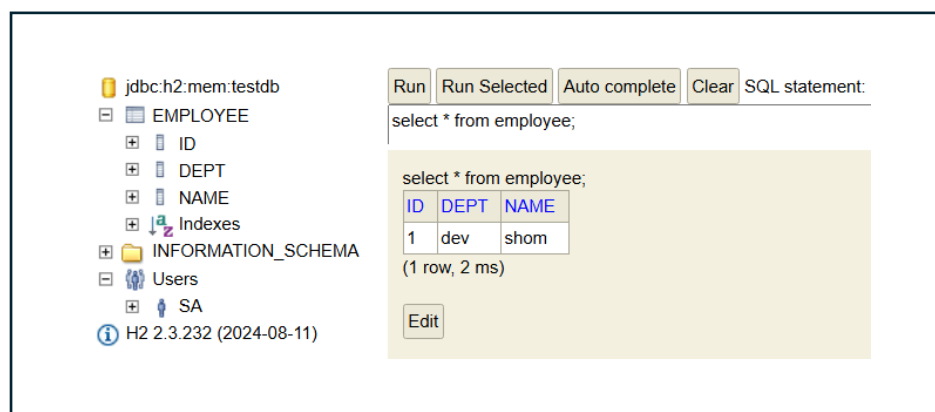 jdbc:h2:mem:testdb
EMPLOYEE
ID
DEPT
NAME
Indexes
INFORMATION_SCHEMA
Users
SA
H2 2.3.232 (2024-08-11)
Run Run Selected Auto complete Clear SQL statement:
select * from employee;
select * from employee;
ID DEPT NAME
1 dev shom
(1 row, 2 ms)
Edit